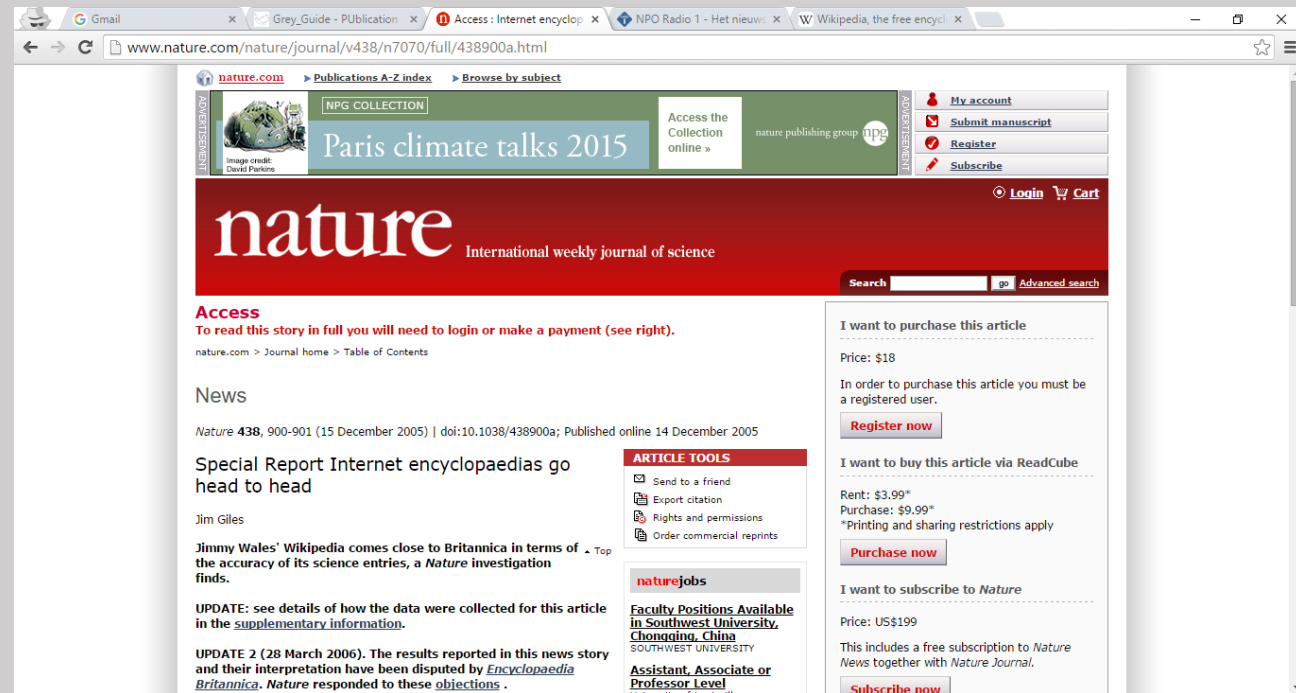 Gmail
Grey_Guide - PUblication
Access : Internet encyclop
NPO Radio 1 - Het nieuws
Wikipedia, the free encycl
www.nature.com/nature/journal/v438/n7070/full/438900a.html
nature.com
Publications A-Z index
Browse by subject
ADVERTISEMENT
Image credit:
David Parkins
NPG COLLECTION
Paris climate talks 2015
Access the
Collection
online »
nature publishing group npg
ADVERTISEMENT
My account
Submit manuscript
Register
Subscribe
Login Cart
nature International weekly journal of science
Search go Advanced search
Access
To read this story in full you will need to login or make a payment (see right).
nature.com > Journal home > Table of Contents
News
Nature 438, 900-901 (15 December 2005) | doi:10.1038/438900a; Published online 14 December 2005
Special Report Internet encyclopaedias go
head to head
Jim Giles
Jimmy Wales' Wikipedia comes close to Britannica in terms of
the accuracy of its science entries, a Nature investigation
finds.
Top
UPDATE: see details of how the data were collected for this article
in the supplementary information.
UPDATE 2 (28 March 2006). The results reported in this news story
and their interpretation have been disputed by Encyclopaedia
Britannica. Nature responded to these objections .
ARTICLE TOOLS
Send to a friend
Export citation
Rights and permissions
Order commercial reprints
naturejobs
Faculty Positions Available
in Southwest University,
Chongqing, China
SOUTHWEST UNIVERSITY
Assistant, Associate or
Professor Level
I want to purchase this article
Price: $18
In order to purchase this article you must be
a registered user.
Register now
I want to buy this article via ReadCube
Rent: $3.99*
Purchase: $9.99*
*Printing and sharing restrictions apply
Purchase now
I want to subscribe to Nature
Price: US$199
This includes a free subscription to Nature
News together with Nature Journal.
Subscribe now